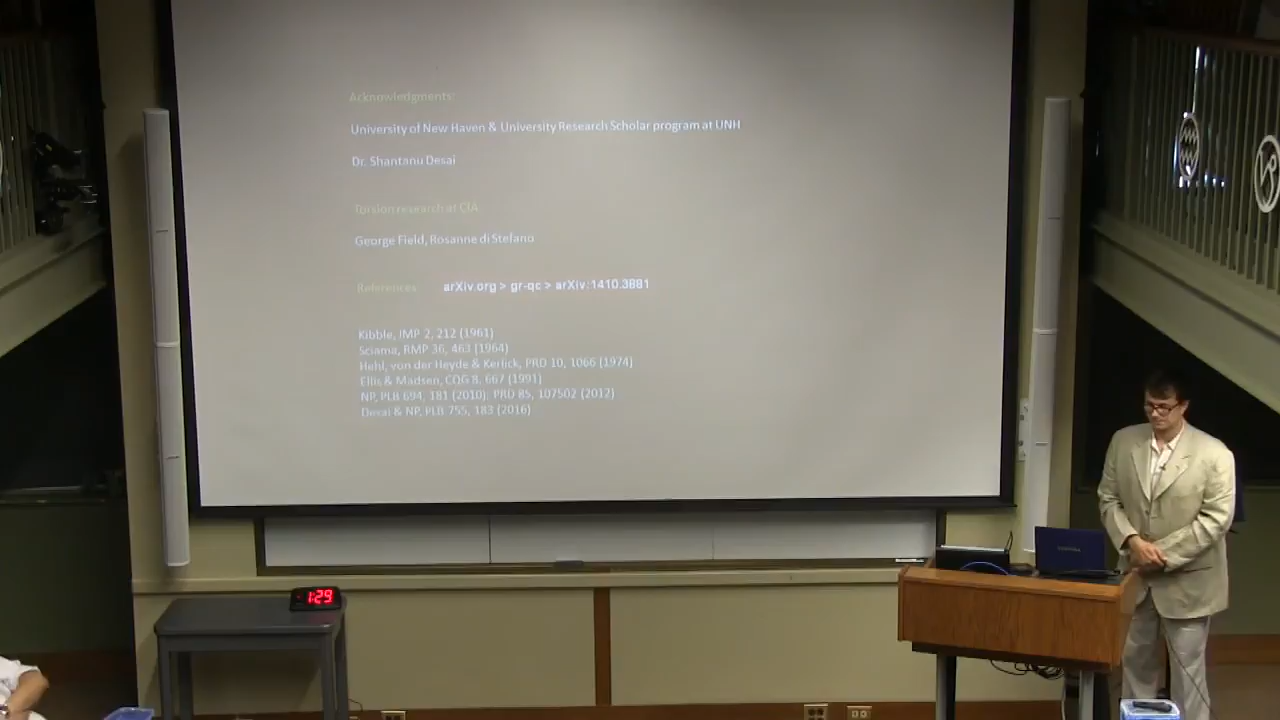 Acknowledgments:
University of New Haven & University Research Scholar program at UNH
Dr. Shantanu Desai
Torsion research at CfA
George Field, Rosanne di Stefano
References: arXiv.org > gr-qc > arXiv:1410.3881
Kibble, JMP 2, 212 (1961)
Sciama, RMP 36, 463 (1964)
Hehl, von der Heyde & Kerlick, PRD 10, 1066 (1974)
Ellis & Madsen, CQG 8, 667 (1991)
NP, PLB 694, 181 (2010); PRD 85, 107502 (2012)
Desai & NP, PLB 755, 183 (2016)
1:29
TOSHIBA